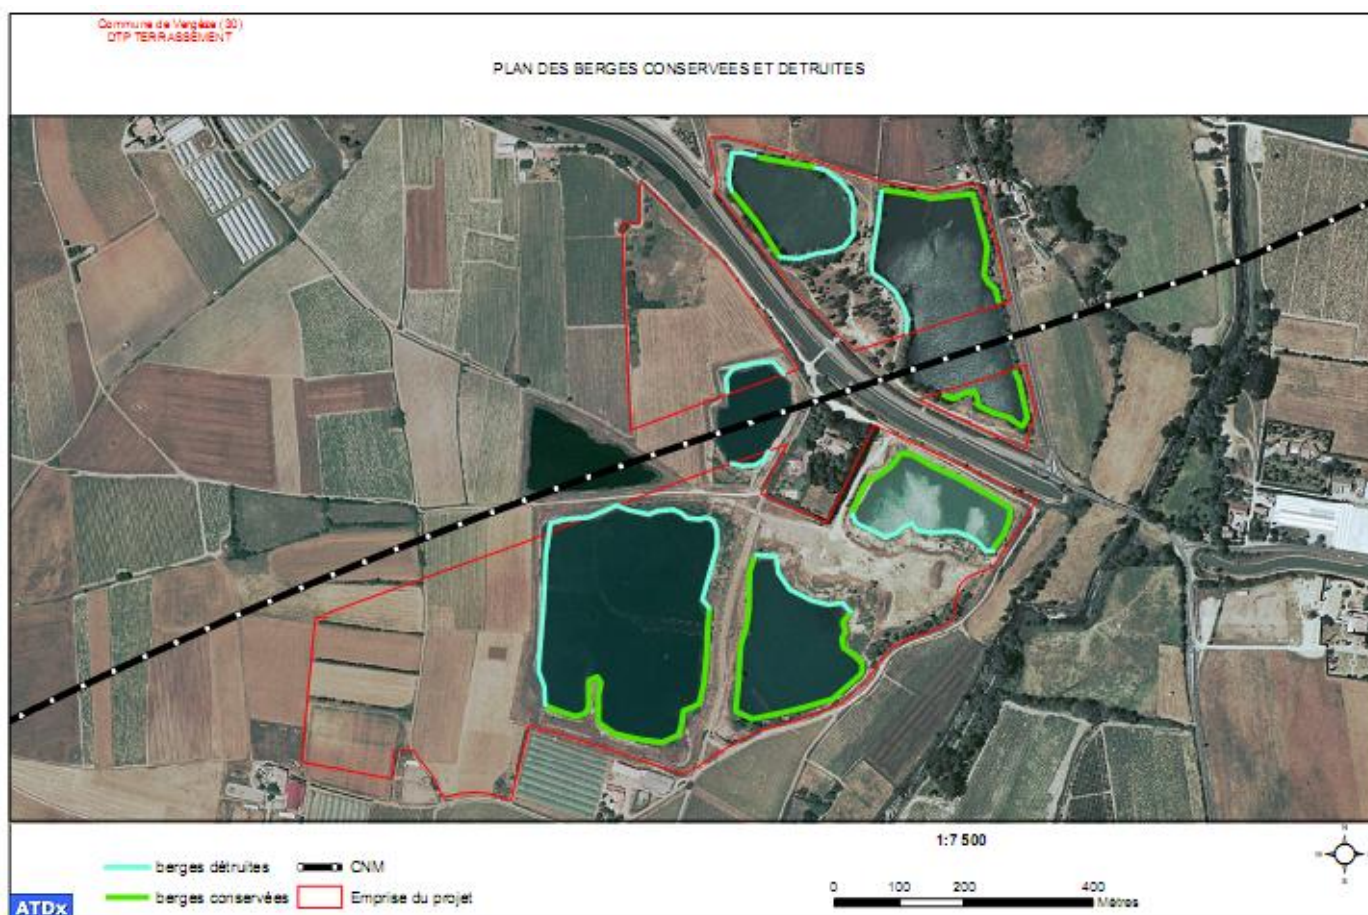 Commune de Vergèze (30)
DTP TERRASSEMENT
PLAN DES BERGES CONSERVEES ET DETRUITES
1:7 500
berges détruites
CNM
berges conservées
Emprise du projet
0 100 200 400
Mètres
N
S
ATDx